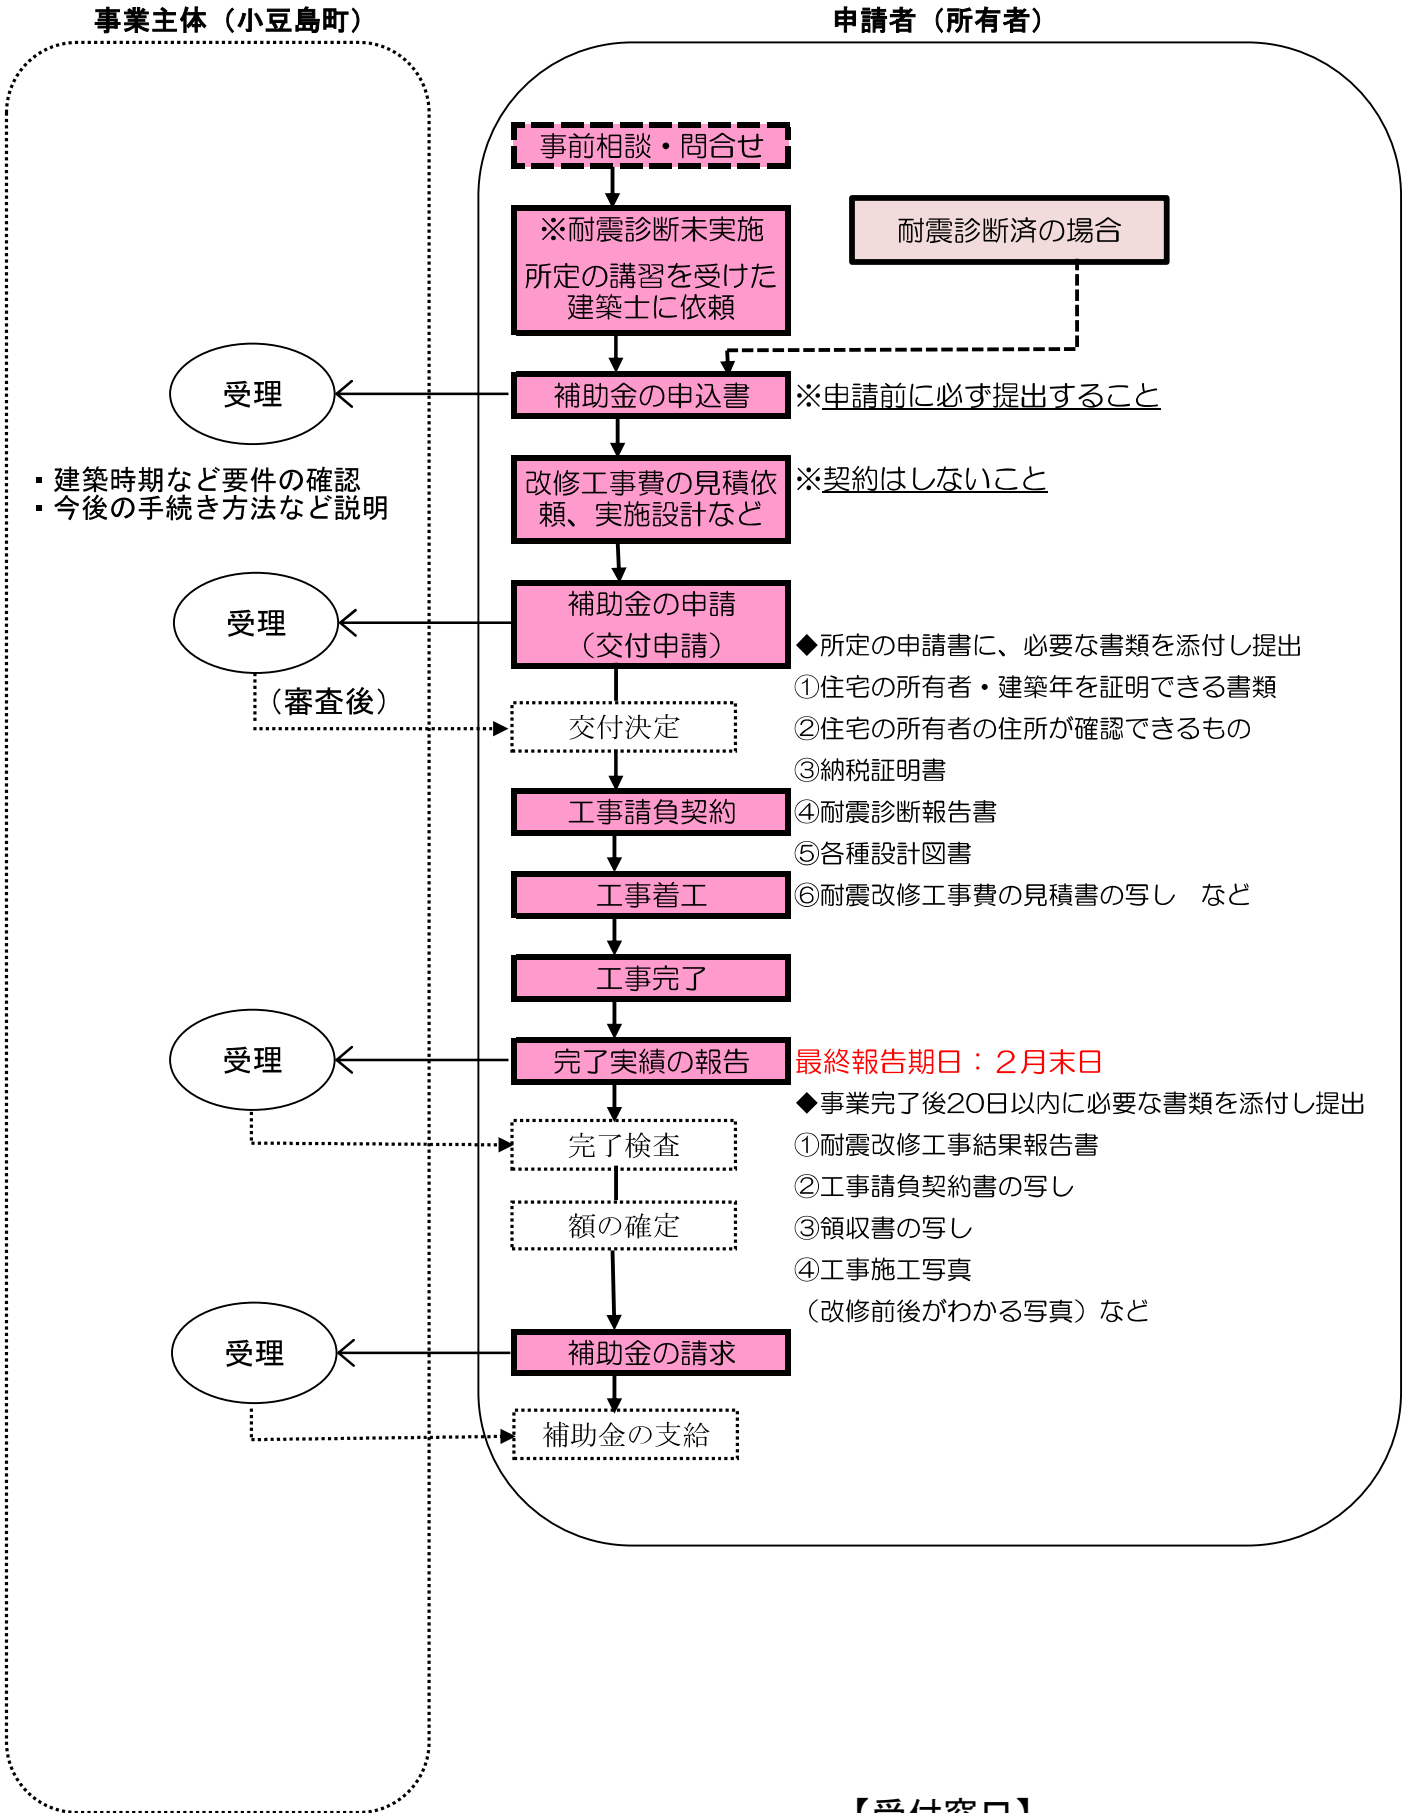 事業主体（小豆島町）
申請者（所有者）
事前相談・問合せ
※耐震診断未実施
所定の講習を受けた
建築士に依頼
耐震診断済の場合
受理
補助金の申込書
※申請前に必ず提出すること
・建築時期など要件の確認
・今後の手続き方法など説明
改修工事費の見積依
頼、実施設計など
※契約はしないこと
受理
補助金の申請
（交付申請）
（審査後）
交付決定
◆所定の申請書に、必要な書類を添付し提出
①住宅の所有者・建築年を証明できる書類
②住宅の所有者の住所が確認できるもの
③納税証明書
④耐震診断報告書
⑤各種設計図書
⑥耐震改修工事費の見積書の写し　など
工事請負契約
工事着工
工事完了
受理
完了実績の報告
最終報告期日：２月末日
◆事業完了後20日以内に必要な書類を添付し提出
①耐震改修工事結果報告書
②工事請負契約書の写し
③領収書の写し
④工事施工写真
（改修前後がわかる写真）など
完了検査
額の確定
受理
補助金の請求
補助金の支給
【受付窓口】